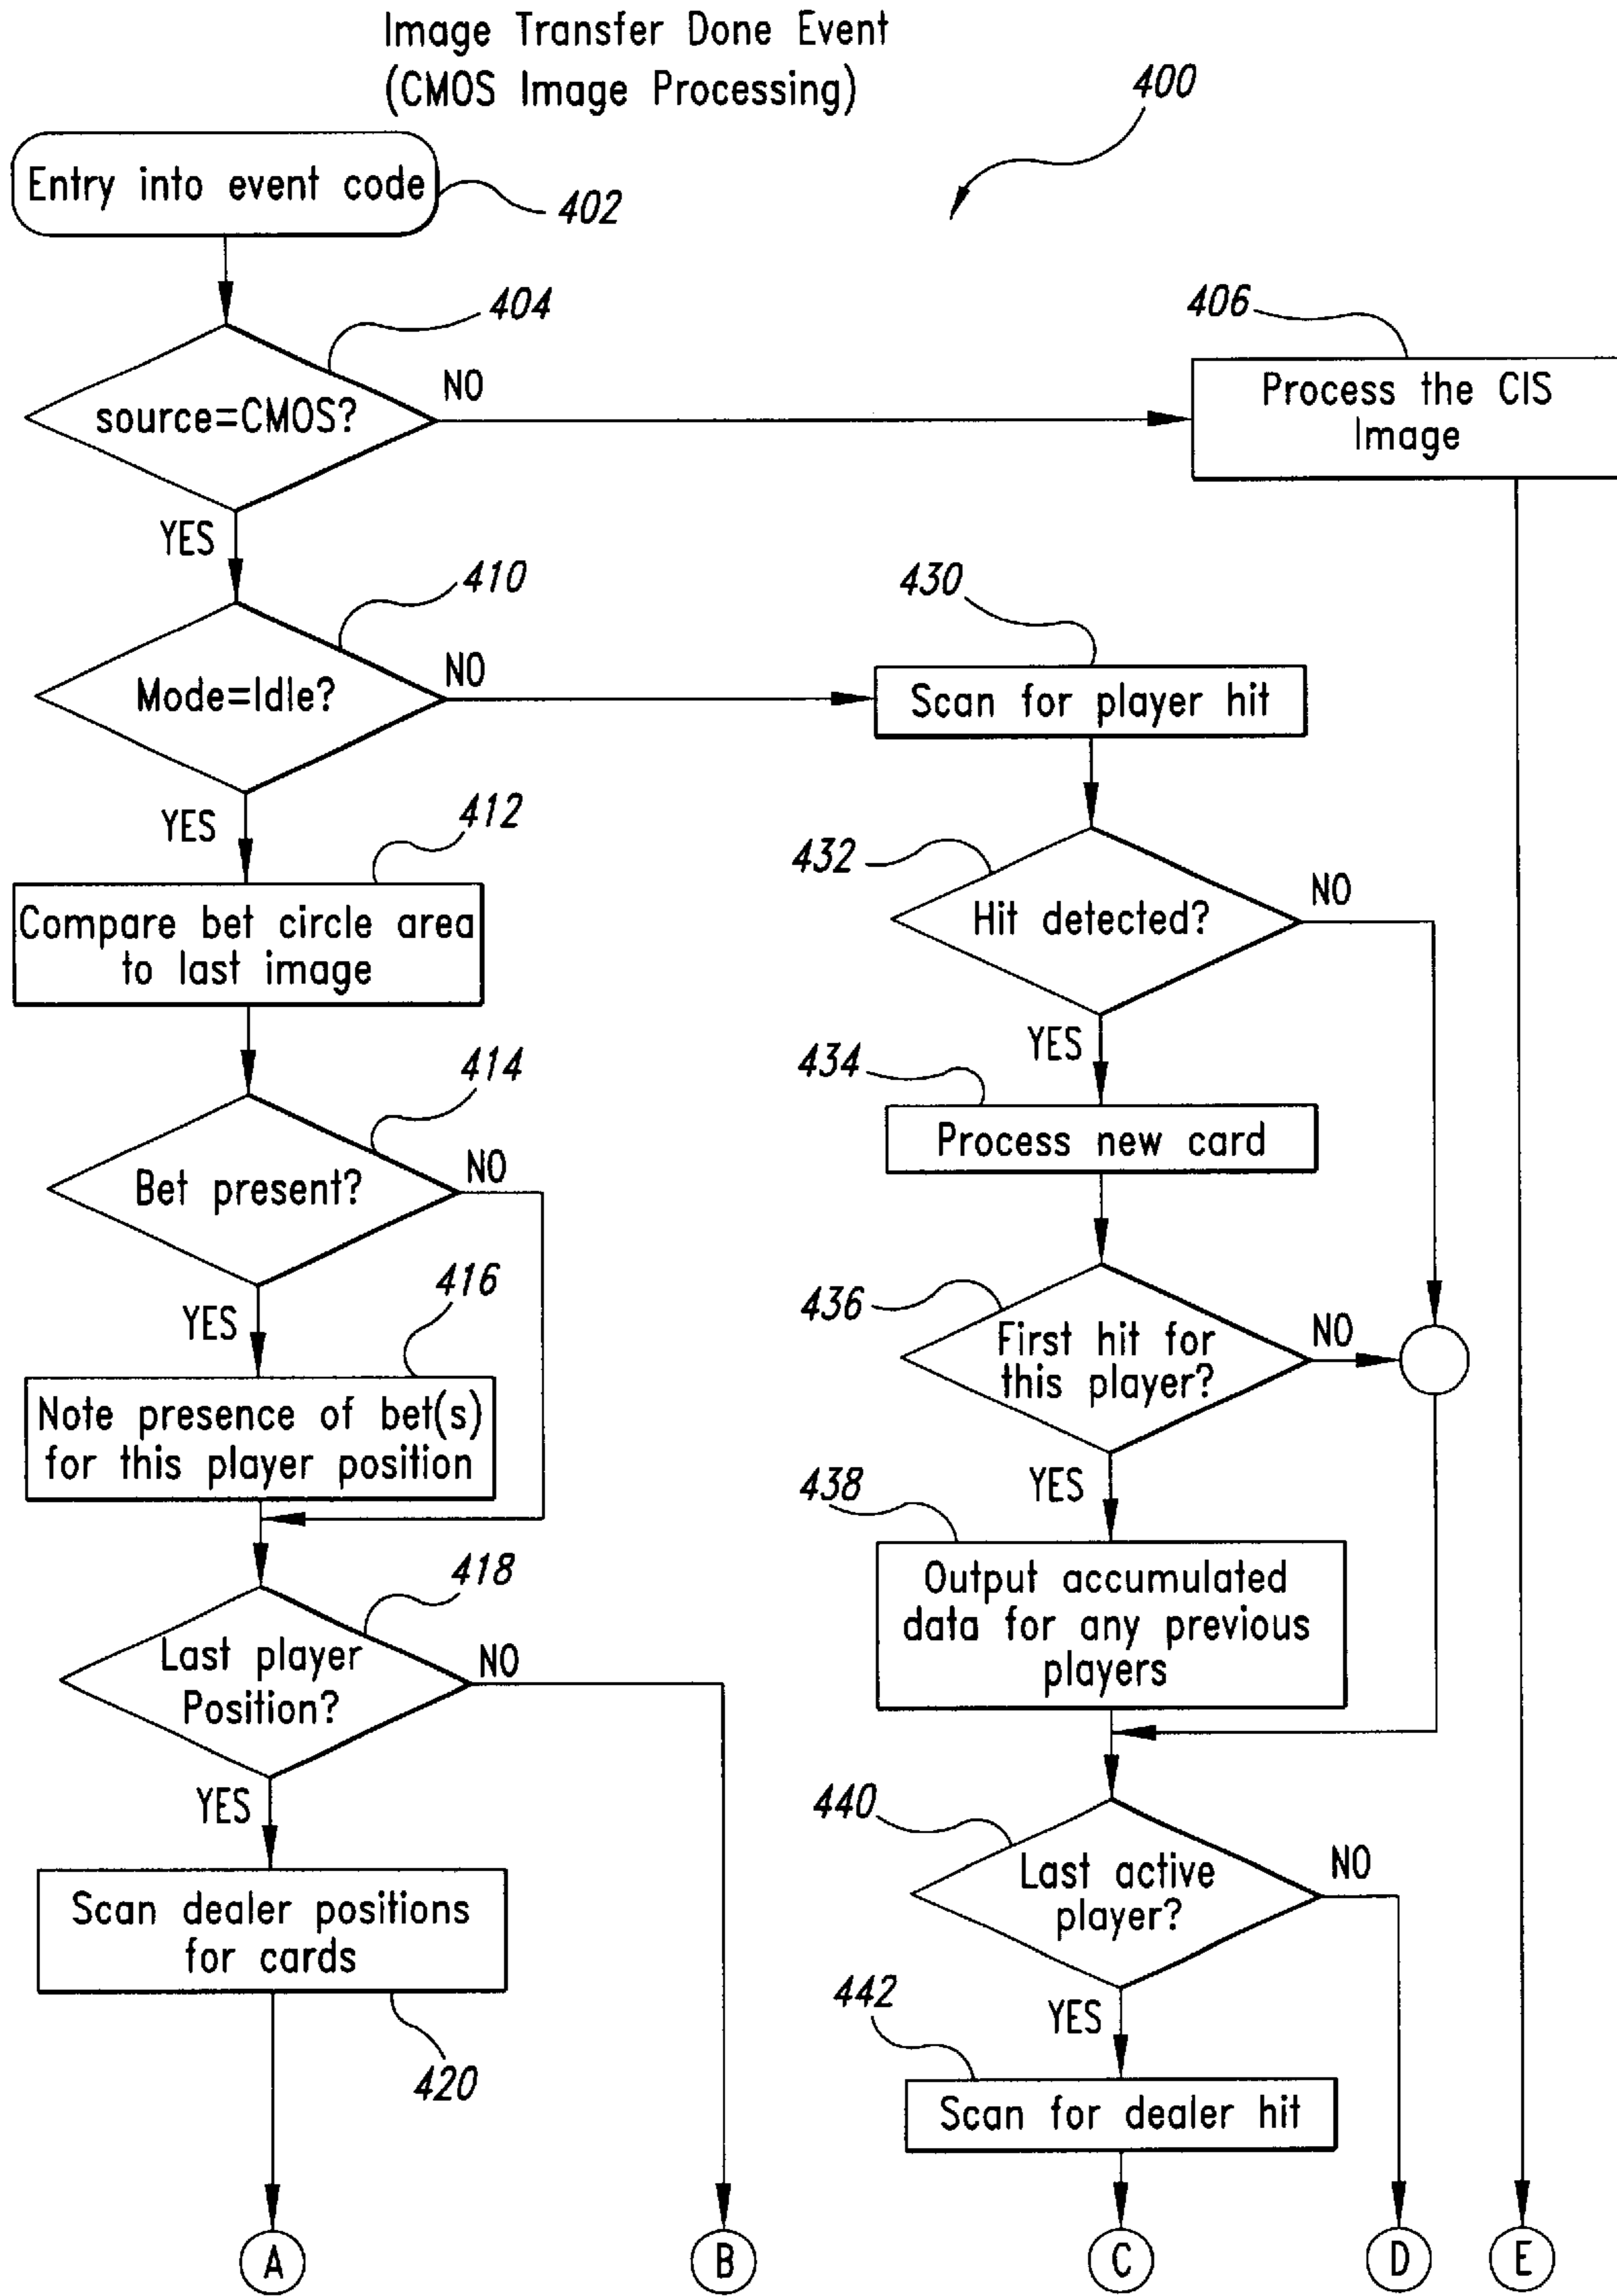 Image Transfer Done Event
(CMOS Image Processing)
400
Entry into event code
402
404
source=CMOS?
NO
YES
406
Process the CIS
Image
410
Mode=Idle?
NO
YES
412
Compare bet circle area
to last image
414
Bet present?
NO
YES
416
Note presence of bet(s)
for this player position
418
Last player
Position?
NO
YES
Scan dealer positions
for cards
420
A
B
430
Scan for player hit
432
Hit detected?
NO
YES
434
Process new card
436
First hit for
this player?
NO
YES
438
Output accumulated
data for any previous
players
440
Last active
player?
NO
YES
442
Scan for dealer hit
C
D
E